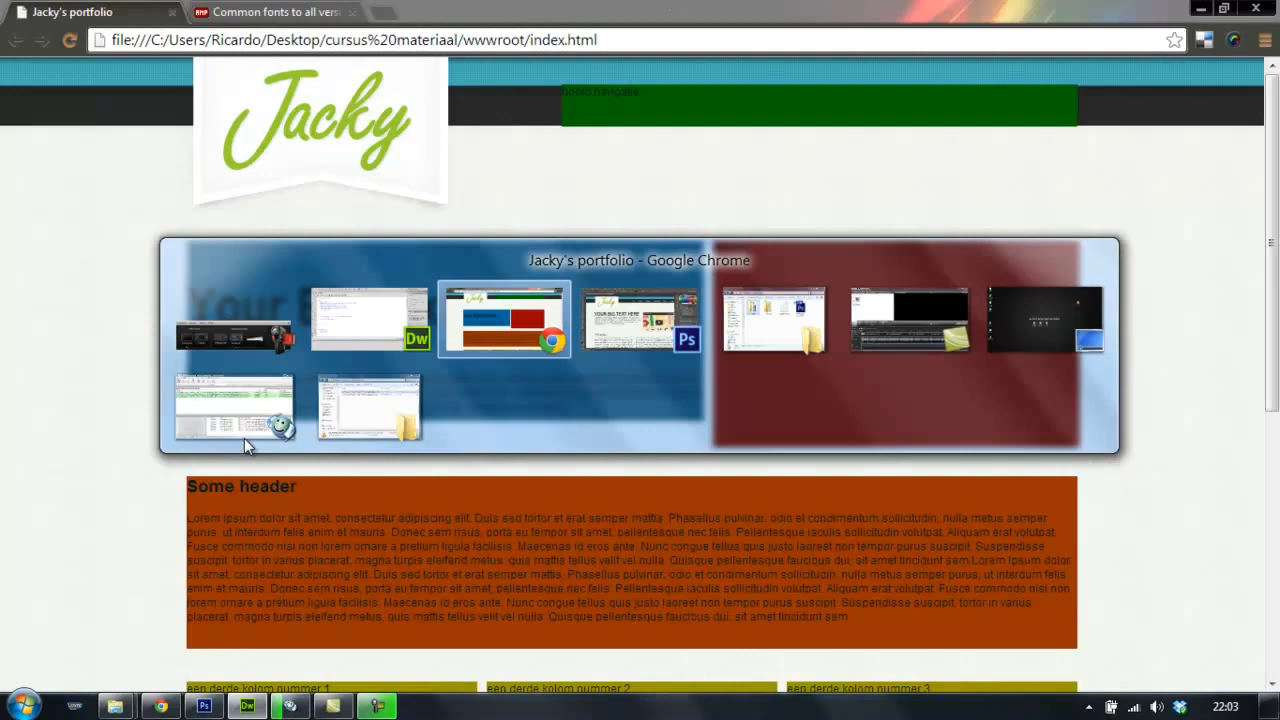 Jacky's portfolio
Common fonts to all vers
file:///C:/Users/Ricardo/Desktop/cursus%20materiaal/wwwroot/index.html
Jacky
hoofd navigatie
Jacky's portfolio - Google Chrome
Your
Dw
Ps
Some header
Lorem ipsum dolor sit amet, consectetur adipiscing elit. Duis sed tortor et erat semper mattis. Phasellus pulvinar, odio et condimentum sollicitudin, nulla metus semper
purus, ut interdum felis enim et mauris. Donec sem risus, porta eu tempor sit amet, pellentesque nec felis. Pellentesque iaculis sollicitudin volutpat. Aliquam erat volutpat.
Fusce commodo nisi non lorem ornare a pretium ligula facilisis. Maecenas id eros ante. Nunc congue tellus quis justo laoreet non tempor purus suscipit. Suspendisse
suscipit, tortor in varius placerat, magna turpis eleifend metus, quis mattis tellus velit vel nulla. Quisque pellentesque faucibus dui, sit amet tincidunt sem.Lorem ipsum dolor
sit amet, consectetur adipiscing elit. Duis sed tortor et erat semper mattis. Phasellus pulvinar, odio et condimentum sollicitudin, nulla metus semper purus, ut interdum felis
enim et mauris. Donec sem risus, porta eu tempor sit amet, pellentesque nec felis. Pellentesque iaculis sollicitudin volutpat. Aliquam erat volutpat. Fusce commodo nisi non
lorem ornare a pretium ligula facilisis. Maecenas id eros ante. Nunc congue tellus quis justo laoreet non tempor purus suscipit. Suspendisse suscipit, tortor in varius
placerat, magna turpis eleifend metus, quis mattis tellus velit vel nulla. Quisque pellentesque faucibus dui, sit amet tincidunt sem.
een derde kolom nummer 1
een derde kolom nummer 2
een derde kolom nummer 3
Ps
Dw
22:03